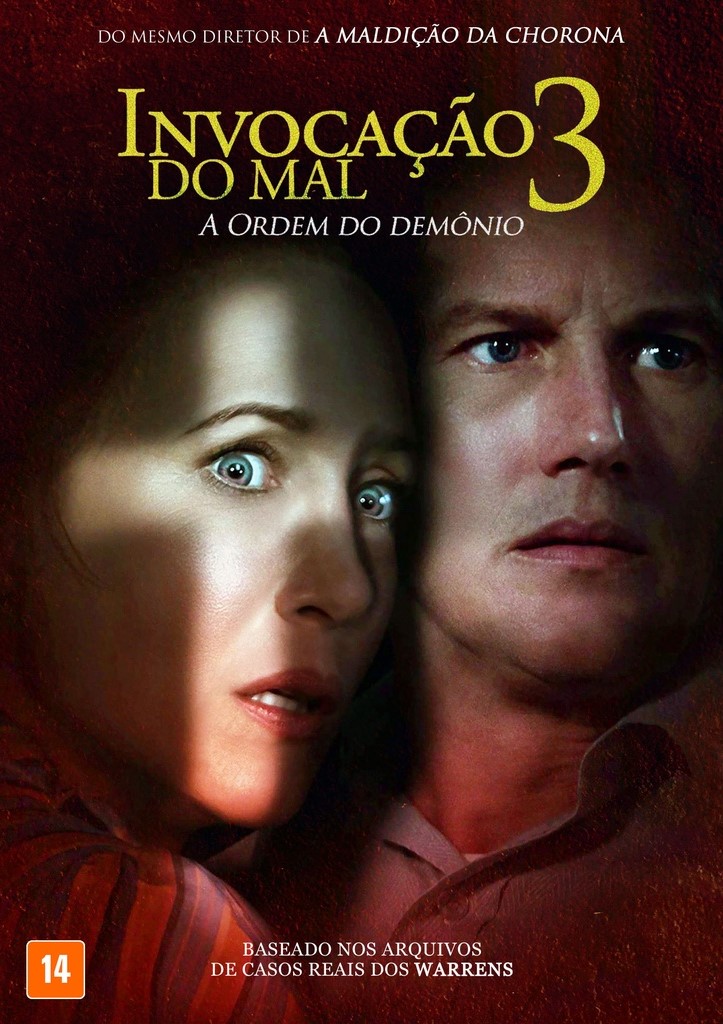 DO MESMO DIRETOR DE A MALDIÇÃO DA CHORONA
INVOCAÇÃO 3
DO MAL
A ORDEM DO DEMÔNIO
BASEADO NOS ARQUIVOS
DE CASOS REAIS DOS WARRENS
14